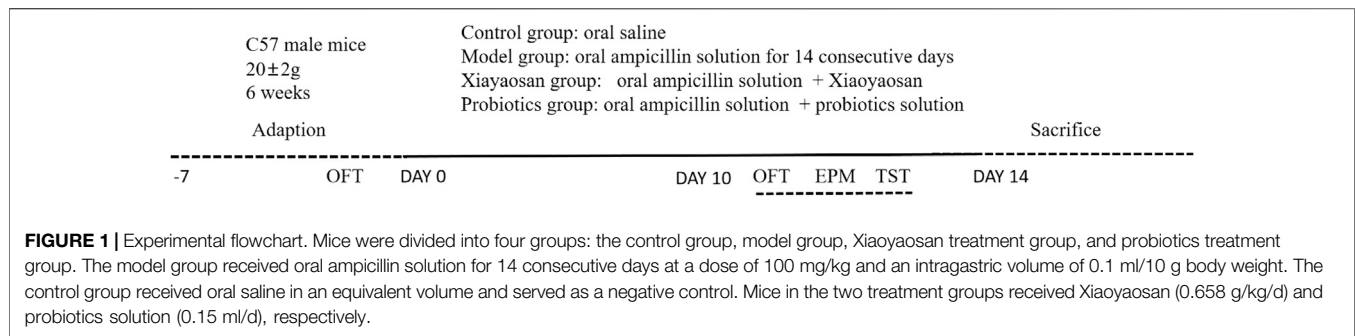 C57 male mice
20±2g
6 weeks
Control group: oral saline
Model group: oral ampicillin solution for 14 consecutive days
Xiayaosan group: oral ampicillin solution + Xiaoyaosan
Probiotics group: oral ampicillin solution + probiotics solution
Adaption
Sacrifice
-7 OFT DAY 0 DAY 10 OFT EPM TST DAY 14
FIGURE 1 | Experimental flowchart. Mice were divided into four groups: the control group, model group, Xiaoyaosan treatment group, and probiotics treatment
group. The model group received oral ampicillin solution for 14 consecutive days at a dose of 100 mg/kg and an intragastric volume of 0.1 ml/10 g body weight. The
control group received oral saline in an equivalent volume and served as a negative control. Mice in the two treatment groups received Xiaoyaosan (0.658 g/kg/d) and
probiotics solution (0.15 ml/d), respectively.